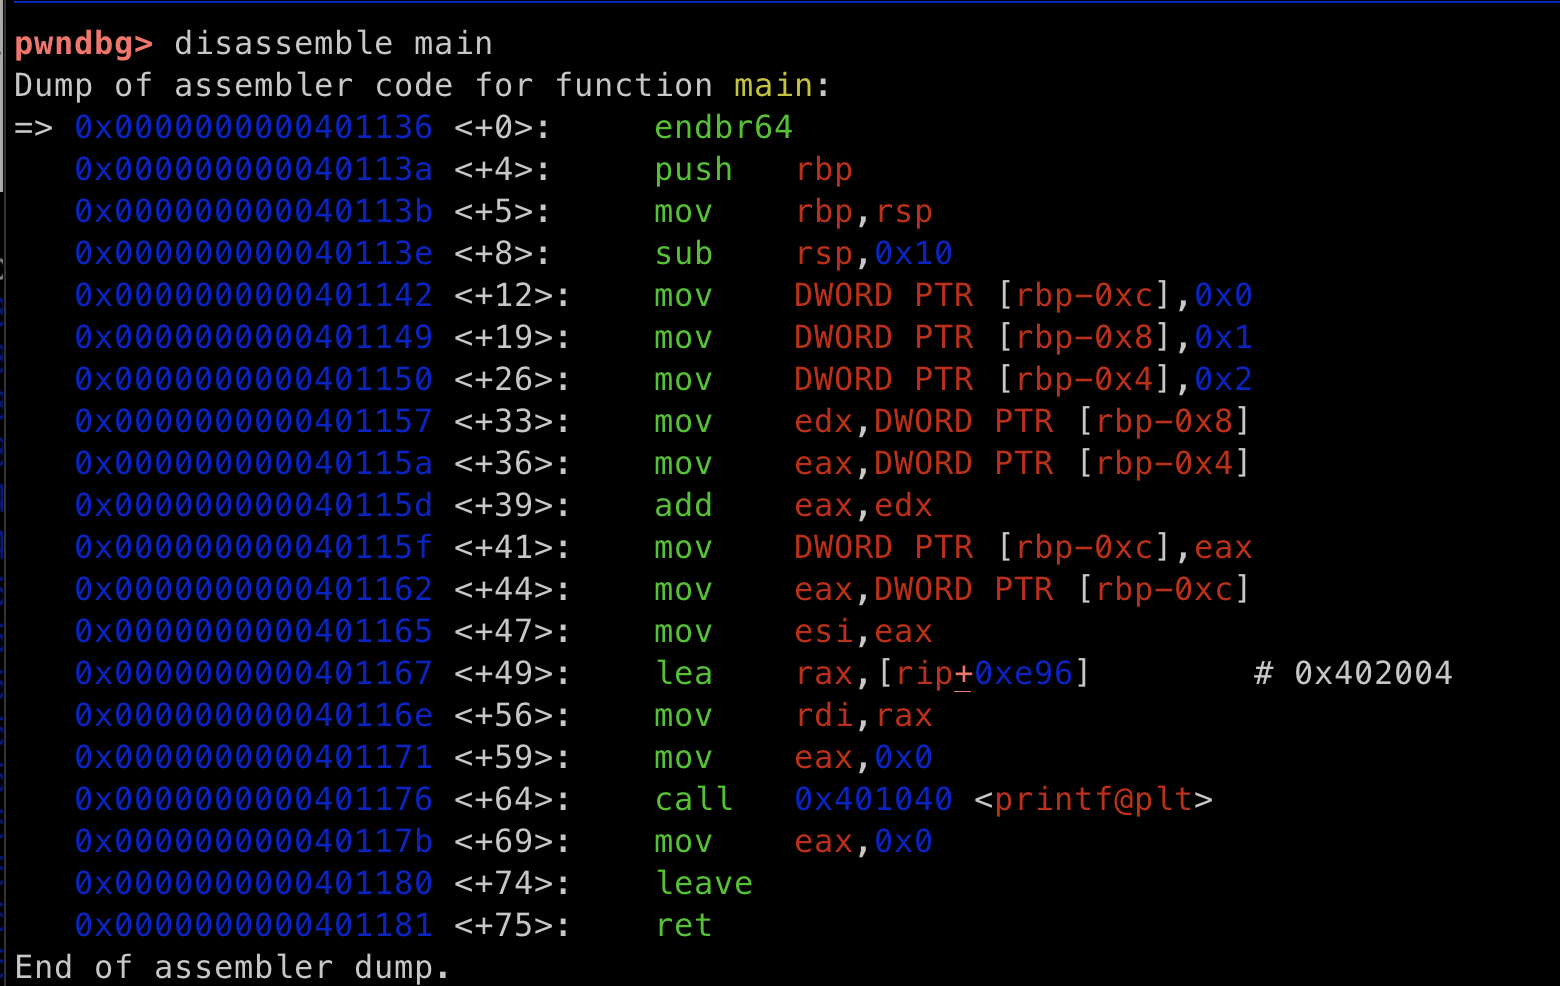 pwndbg> disassemble main
Dump of assembler code for function main:
=> 0x0000000000401136 <+0>:     endbr64
   0x000000000040113a <+4>:     push   rbp
   0x000000000040113b <+5>:     mov    rbp,rsp
   0x000000000040113e <+8>:     sub    rsp,0x10
   0x0000000000401142 <+12>:    mov    DWORD PTR [rbp-0xc],0x0
   0x0000000000401149 <+19>:    mov    DWORD PTR [rbp-0x8],0x1
   0x0000000000401150 <+26>:    mov    DWORD PTR [rbp-0x4],0x2
   0x0000000000401157 <+33>:    mov    edx,DWORD PTR [rbp-0x8]
   0x000000000040115a <+36>:    mov    eax,DWORD PTR [rbp-0x4]
   0x000000000040115d <+39>:    add    eax,edx
   0x000000000040115f <+41>:    mov    DWORD PTR [rbp-0xc],eax
   0x0000000000401162 <+44>:    mov    eax,DWORD PTR [rbp-0xc]
   0x0000000000401165 <+47>:    mov    esi,eax
   0x0000000000401167 <+49>:    lea    rax,[rip+0xe96]        # 0x402004
   0x000000000040116e <+56>:    mov    rdi,rax
   0x0000000000401171 <+59>:    mov    eax,0x0
   0x0000000000401176 <+64>:    call   0x401040 <printf@plt>
   0x000000000040117b <+69>:    mov    eax,0x0
   0x0000000000401180 <+74>:    leave
   0x0000000000401181 <+75>:    ret
End of assembler dump.